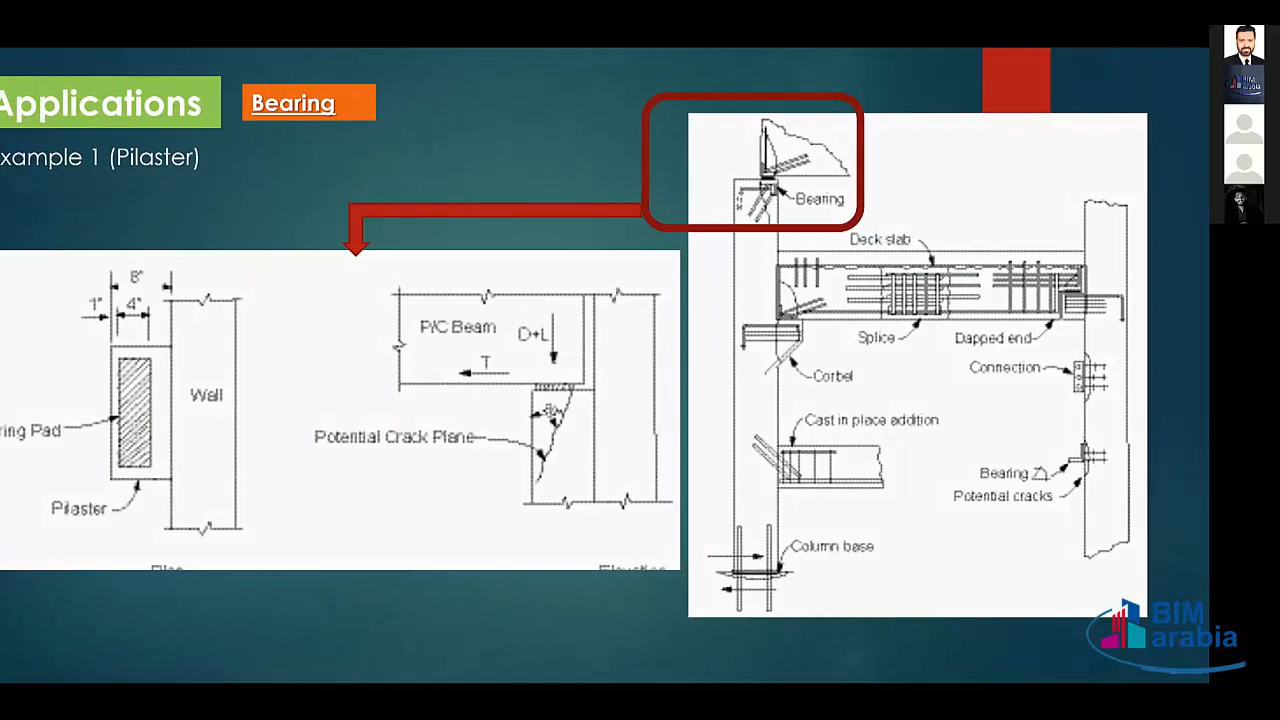 Applications
Bearing
xample 1 (Pilaster)
Bearing
Deck slab
Splice
Dapped end
Corbel
Connection
Cast in place addition
Bearing
Potential cracks
Column base
8"
1"
4"
Wall
ring Pad
Pilaster
P/C Beam
D+L
T
Potential Crack Plane
BIM
arabia